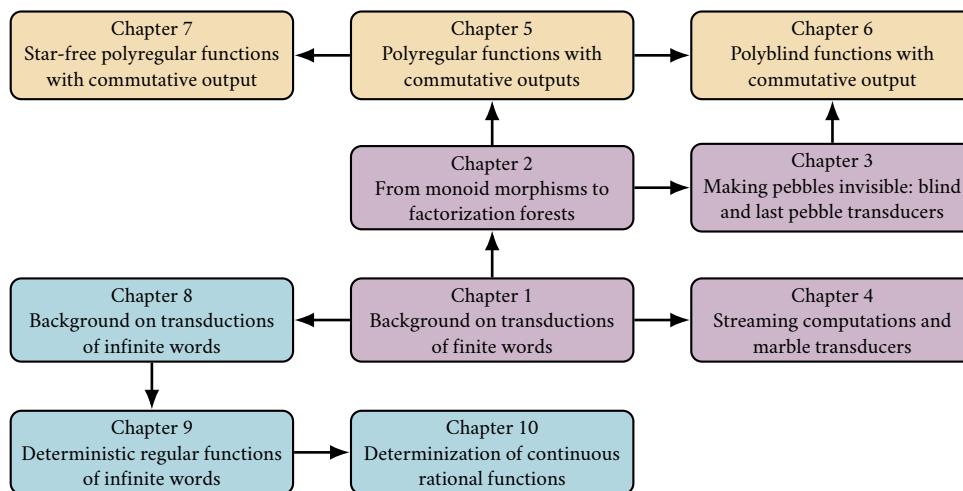 Chapter 7
Star-free polyregular functions
with commutative output
Chapter 5
Polyregular functions with
commutative outputs
Chapter 6
Polyblind functions with
commutative output
Chapter 2
From monoid morphisms to
factorization forests
Chapter 3
Making pebbles invisible: blind
and last pebble transducers
Chapter 8
Background on transductions
of infinite words
Chapter 1
Background on transductions
of finite words
Chapter 4
Streaming computations and
marble transducers
Chapter 9
Deterministic regular functions
of infinite words
Chapter 10
Determinization of continuous
rational functions